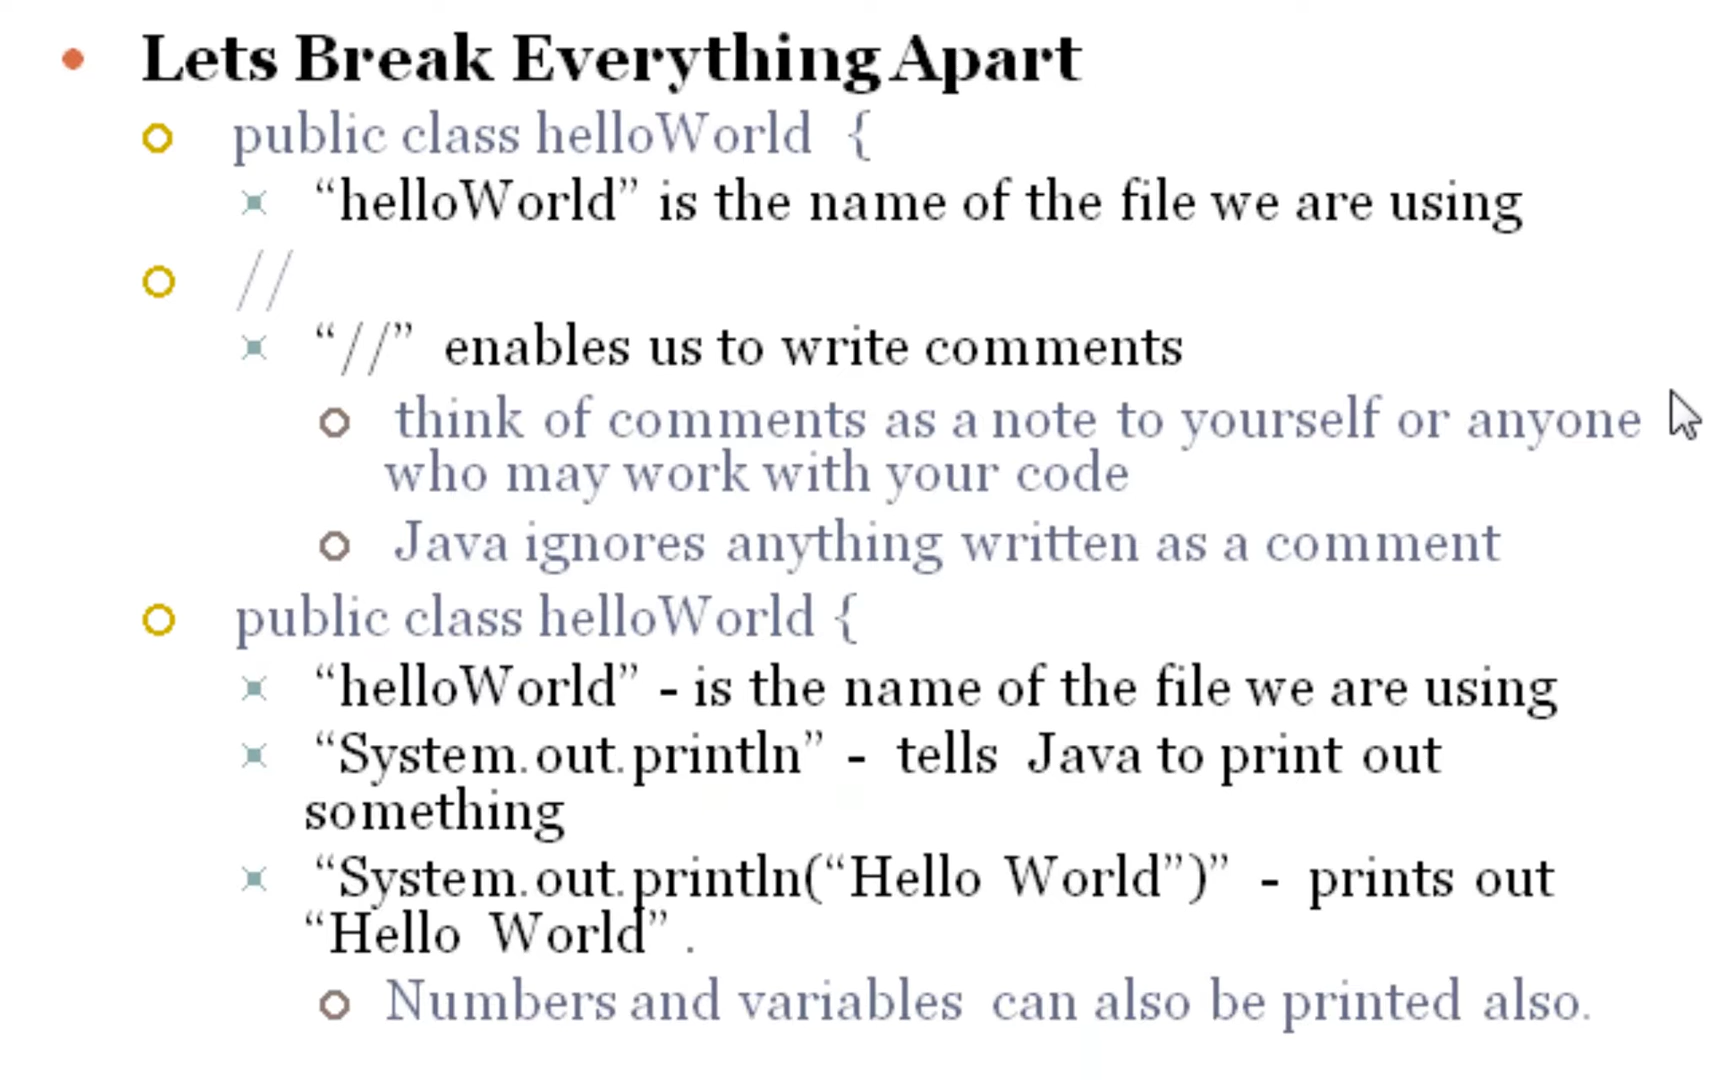 Lets Break Everything Apart
public class helloWorld {
“helloWorld” is the name of the file we are using
//
“//” enables us to write comments
think of comments as a note to yourself or anyone
who may work with your code
Java ignores anything written as a comment
public class helloWorld {
“helloWorld” - is the name of the file we are using
“System.out.println” - tells Java to print out
something
“System.out.println(“Hello World”)” - prints out
“Hello World” .
Numbers and variables can also be printed also.